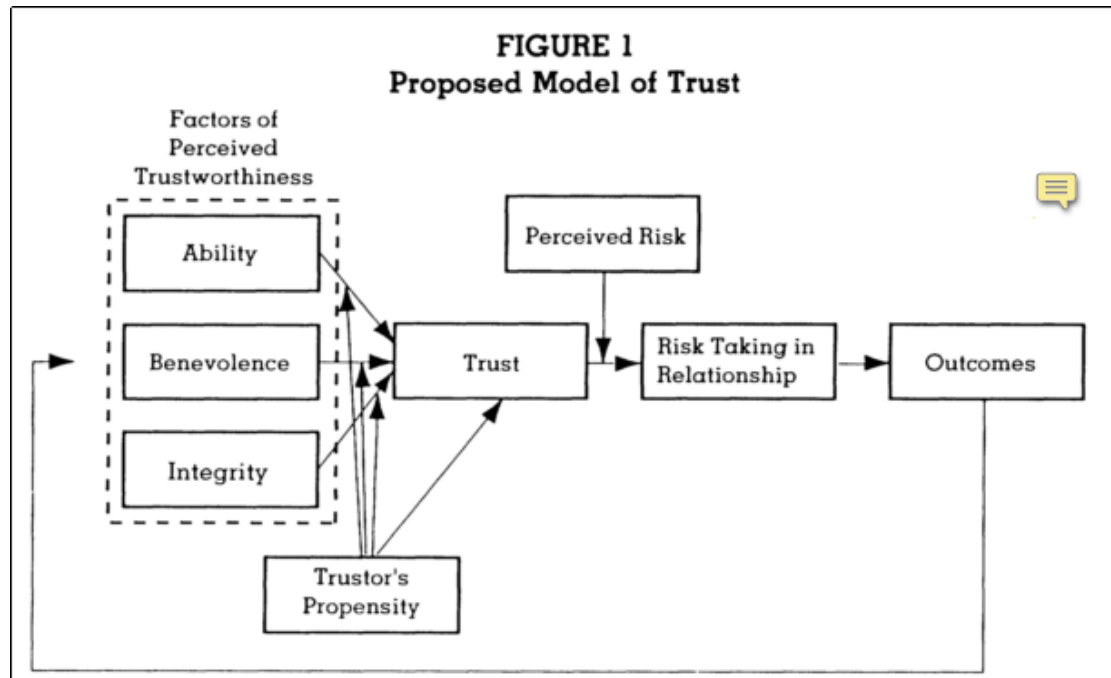 FIGURE 1
Proposed Model of Trust
Factors of
Perceived
Trustworthiness
Ability
Benevolence
Integrity
Trustor's
Propensity
Trust
Perceived Risk
Risk Taking in
Relationship
Outcomes